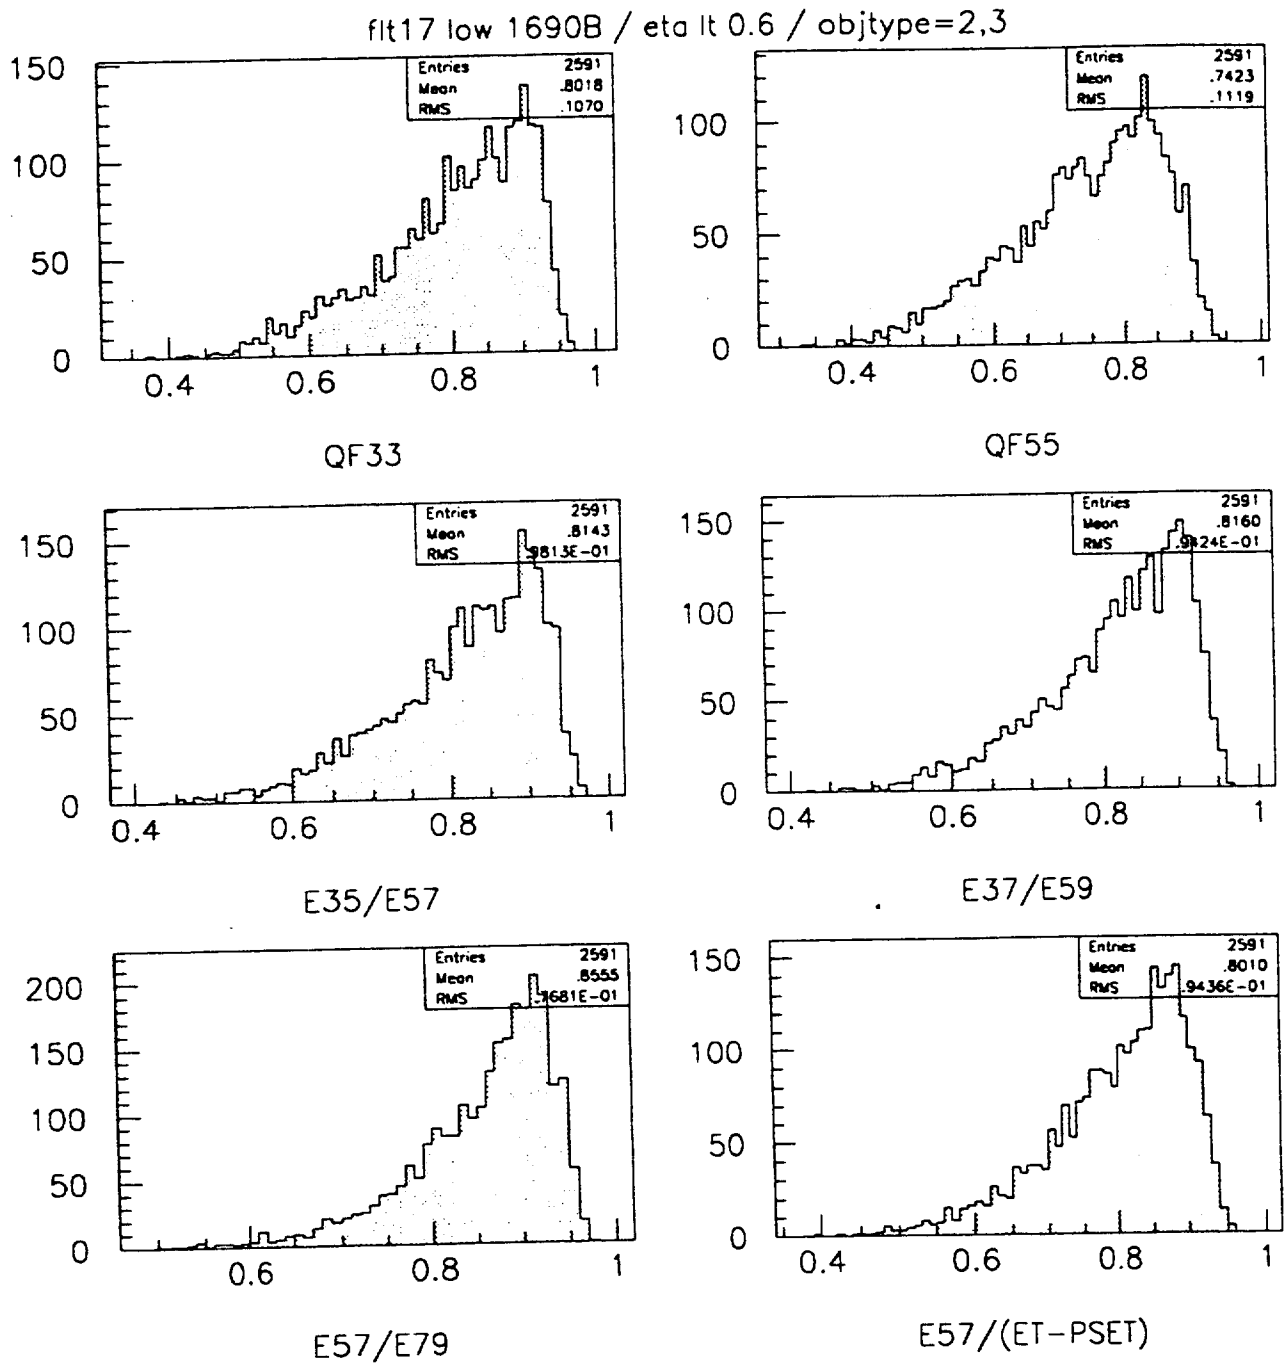 flt17 low 1690B / eta lt 0.6 / objtype=2,3
Entries 2591
Mean .8018
RMS .1070
150
100
50
0
0.4 0.6 0.8 1
QF33
Entries 2591
Mean .7423
RMS .1119
100
50
0
0.4 0.6 0.8 1
QF55
Entries 2591
Mean .8143
RMS .9813E-01
150
100
50
0
0.4 0.6 0.8 1
E35/E57
Entries 2591
Mean .8160
RMS .9424E-01
150
100
50
0
0.4 0.6 0.8 1
E37/E59
Entries 2591
Mean .8555
RMS .7681E-01
200
150
100
50
0
0.6 0.8 1
E57/E79
Entries 2591
Mean .8010
RMS .9436E-01
150
100
50
0
0.4 0.6 0.8 1
E57/(ET-PSET)